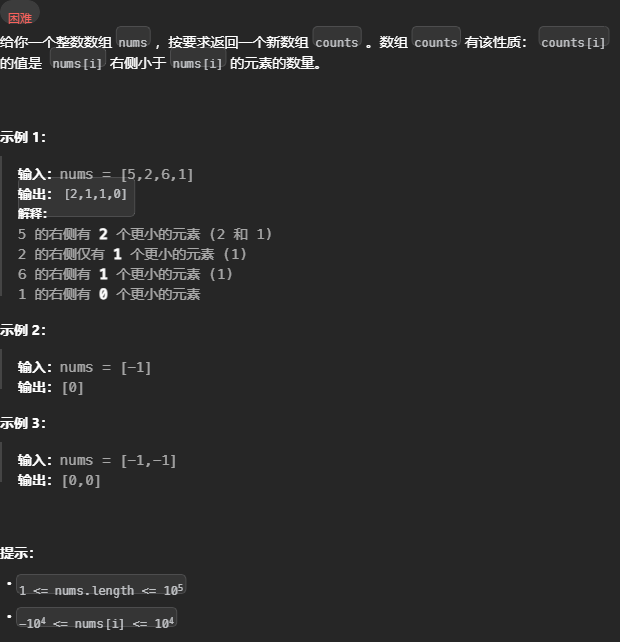 困难
给你一个整数数组 nums ，按要求返回一个新数组 counts 。数组 counts 有该性质： counts[i]
的值是 nums[i] 右侧小于 nums[i] 的元素的数量。
示例 1：
输入：nums = [5,2,6,1]
输出：[2,1,1,0]
解释：
5 的右侧有 2 个更小的元素 (2 和 1)
2 的右侧仅有 1 个更小的元素 (1)
6 的右侧有 1 个更小的元素 (1)
1 的右侧有 0 个更小的元素
示例 2：
输入：nums = [-1]
输出：[0]
示例 3：
输入：nums = [-1,-1]
输出：[0,0]
提示：
• 1 <= nums.length <= 10⁵
• -10⁴ <= nums[i] <= 10⁴